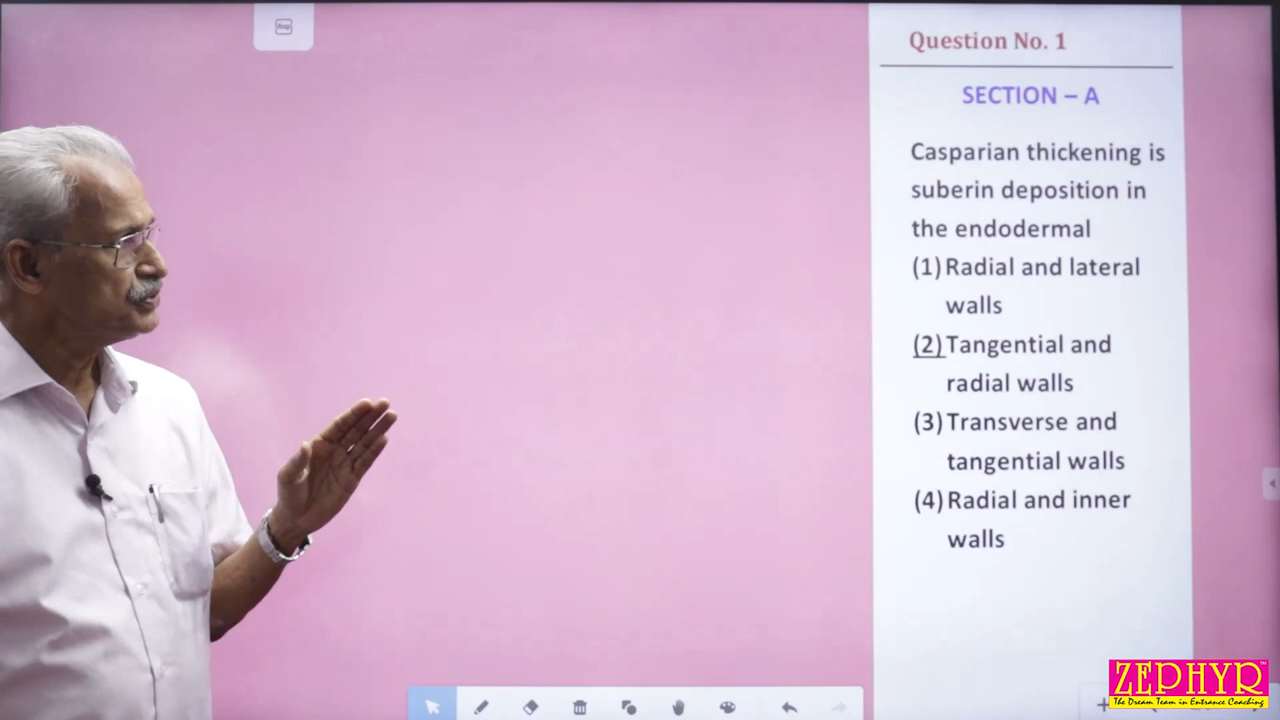 Question No. 1
SECTION – A
Casparian thickening is
suberin deposition in
the endodermal
(1) Radial and lateral
walls
(2) Tangential and
radial walls
(3) Transverse and
tangential walls
(4) Radial and inner
walls
ZEPHYR™
The Dream Team in Entrance Coaching